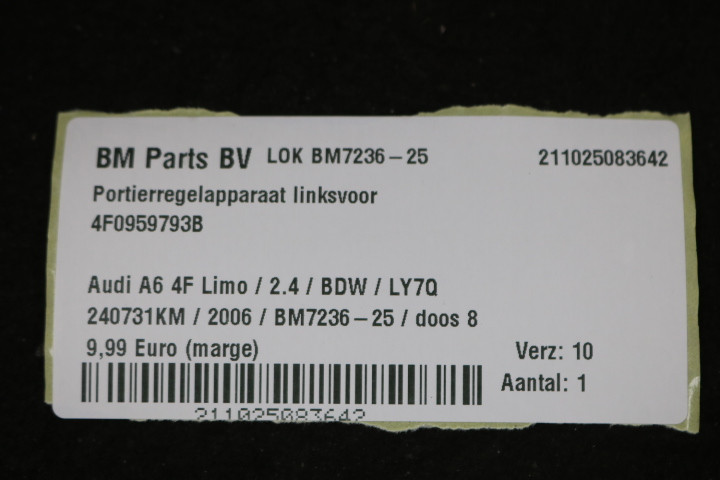 BM Parts BV LOK BM7236-25 211025083642
Portierregelapparaat linksvoor
4F0959793B
Audi A6 4F Limo / 2.4 / BDW / LY7Q
240731KM / 2006 / BM7236-25 / doos 8
9,99 Euro (marge) Verz: 10
Aantal: 1
211025083642